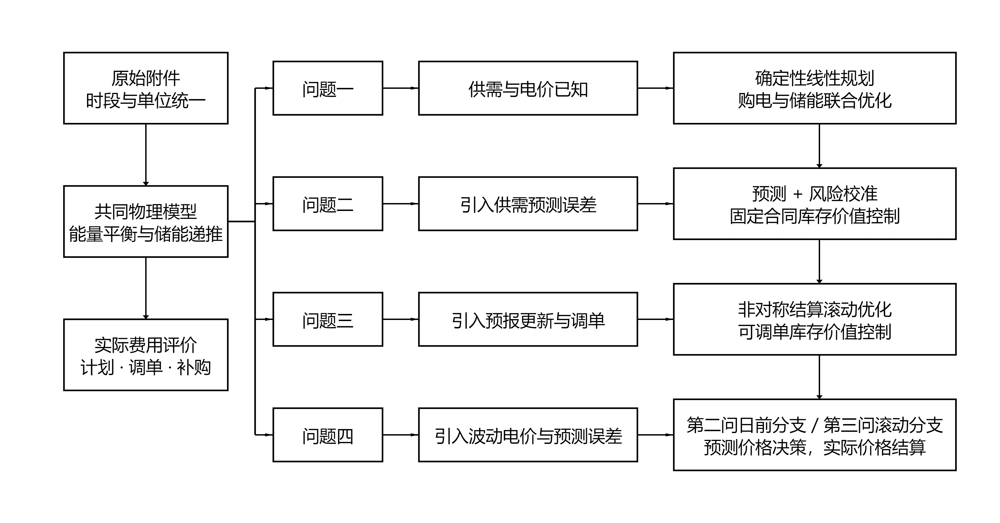 原始附件
时段与单位统一
共同物理模型
能量平衡与储能递推
实际费用评价
计划 · 调单 · 补购
问题一
供需与电价已知
确定性线性规划
购电与储能联合优化
问题二
引入供需预测误差
预测 + 风险校准
固定合同库存价值控制
问题三
引入预报更新与调单
非对称结算滚动优化
可调单库存价值控制
问题四
引入波动电价与预测误差
第二问日前分支 / 第三问滚动分支
预测价格决策，实际价格结算